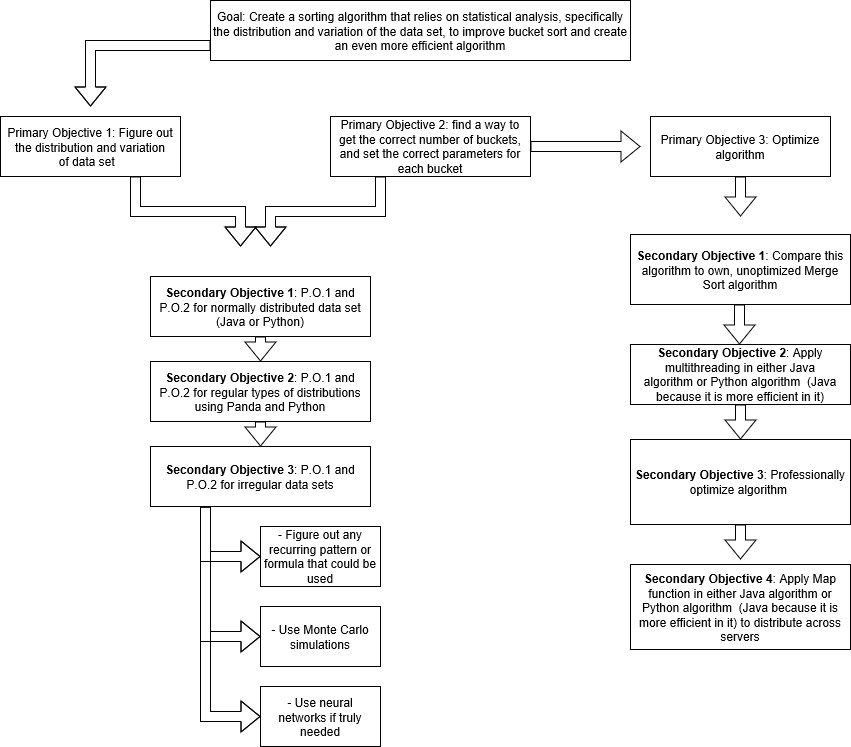 Goal: Create a sorting algorithm that relies on statistical analysis, specifically
the distribution and variation of the data set, to improve bucket sort and create
an even more efficient algorithm
Primary Objective 1: Figure out
the distribution and variation
of data set
Primary Objective 2: find a way to
get the correct number of buckets,
and set the correct parameters for
each bucket
Primary Objective 3: Optimize
algorithm
Secondary Objective 1: P.O.1 and
P.O.2 for normally distributed data set
(Java or Python)
Secondary Objective 2: P.O.1 and
P.O.2 for regular types of distributions
using Panda and Python
Secondary Objective 3: P.O.1 and
P.O.2 for irregular data sets
- Figure out any
recurring pattern or
formula that could be
used
- Use Monte Carlo
simulations
- Use neural
networks if truly
needed
Secondary Objective 1: Compare this
algorithm to own, unoptimized Merge
Sort algorithm
Secondary Objective 2: Apply
multithreading in either Java
algorithm or Python algorithm  (Java
because it is more efficient in it)
Secondary Objective 3: Professionally
optimize algorithm
Secondary Objective 4: Apply Map
function in either Java algorithm or
Python algorithm  (Java because it is
more efficient in it) to distribute across
servers